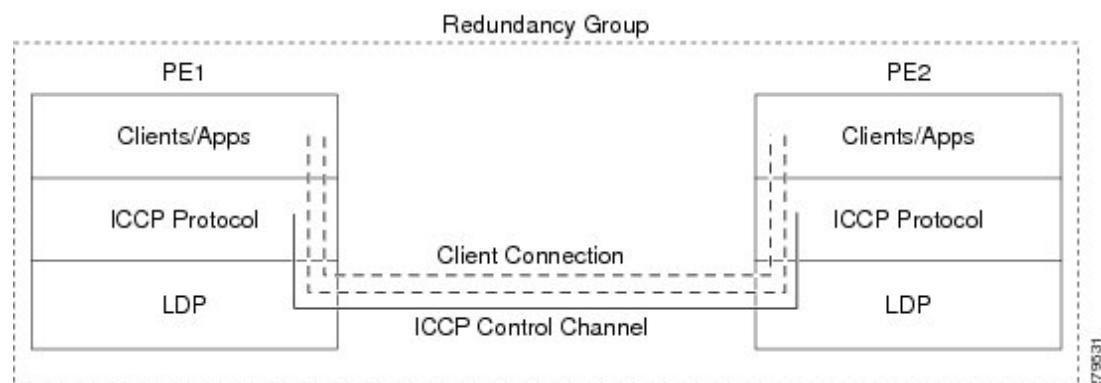 Redundancy Group
PE1
PE2
Clients/Apps
Clients/Apps
ICCP Protocol
ICCP Protocol
Client Connection
LDP
LDP
ICCP Control Channel